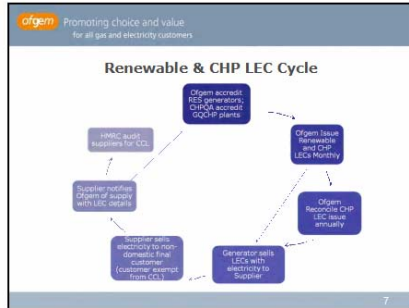 ofgem Promoting choice and value
for all gas and electricity customers
Renewable & CHP LEC Cycle
Ofgem accredit
RES generators;
CHPQA accredit
GQCHP plants
Ofgem Issue
Renewable
and CHP
LECs Monthly
Ofgem
Reconcile CHP
LEC issue
annually
Generator sells
LECs with
electricity to Supplier
Supplier sells
electricity to non-
domestic final
customer
(customer exempt
from CCL)
Supplier notifies
Ofgem of supply
with LEC details
HMRC audit
suppliers for CCL
7